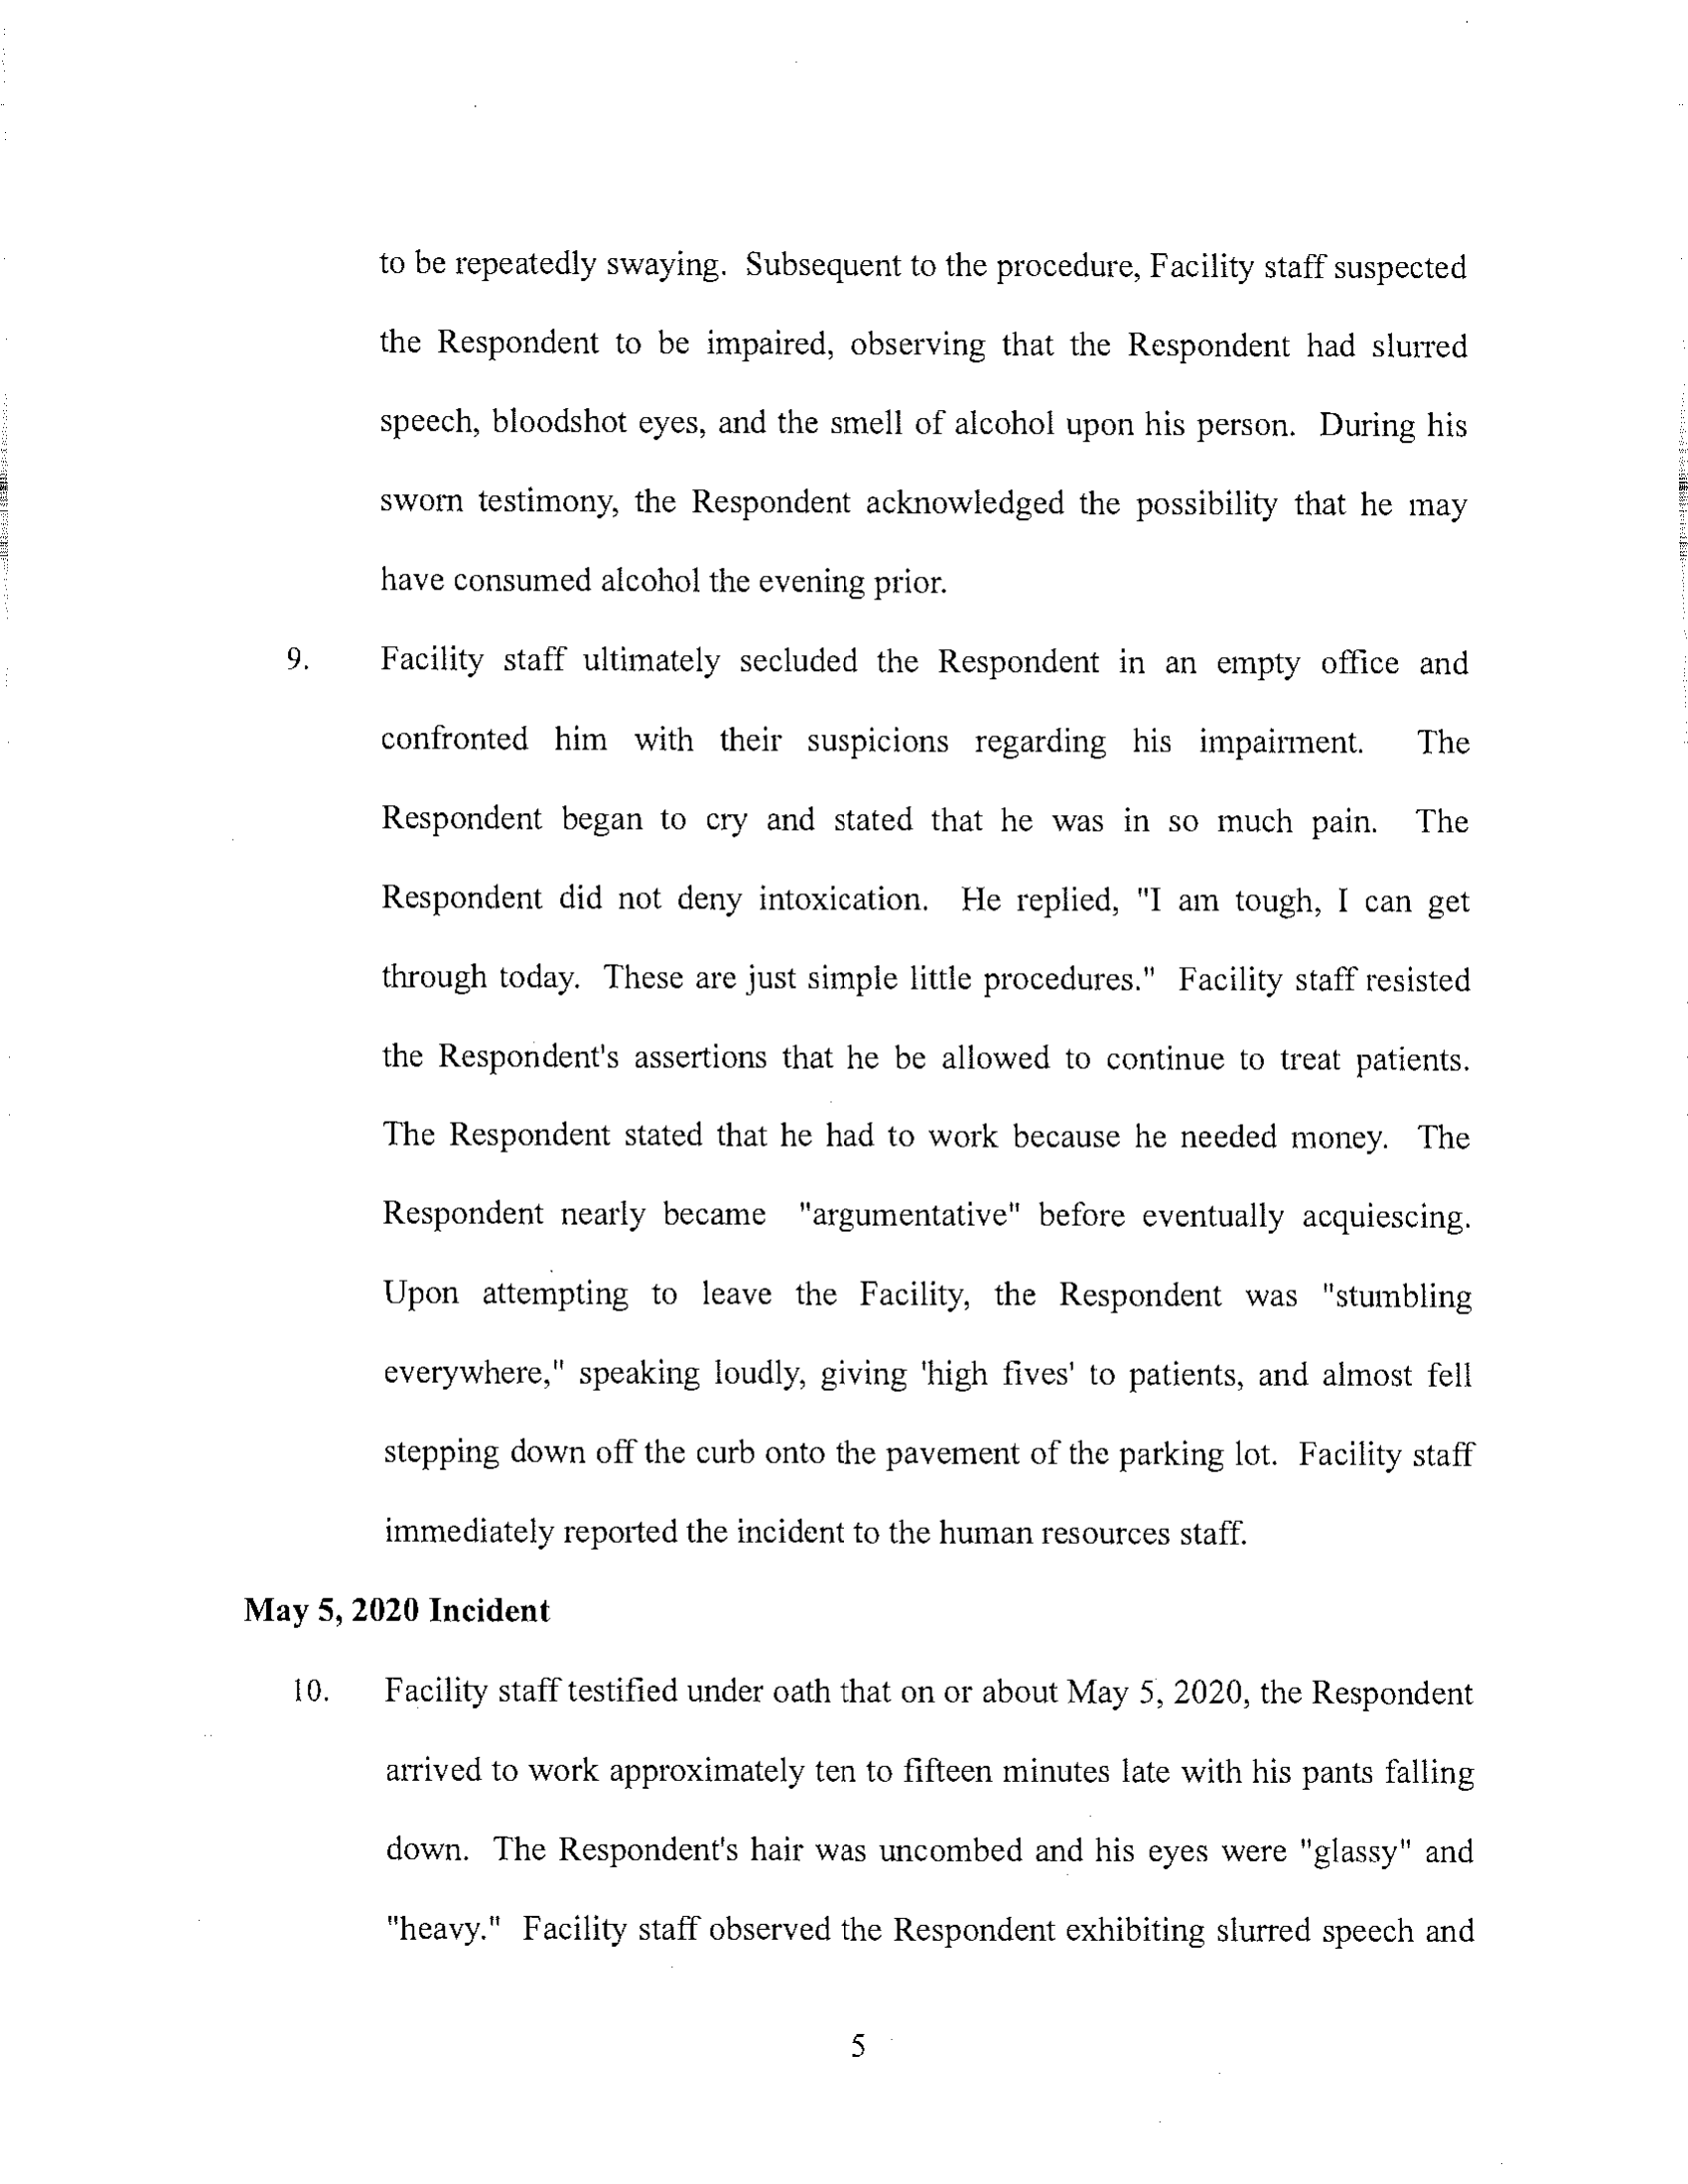 to be repeatedly swaying. Subsequent to the procedure, Facility staff suspected
the Respondent to be impaired, observing that the Respondent had slurred
speech, bloodshot eyes, and the smell of alcohol upon his person. During his
sworn testimony, the Respondent acknowledged the possibility that he may
have consumed alcohol the evening prior.
9. Facility staff ultimately secluded the Respondent in an empty office and
confronted him with their suspicions regarding his impairment. The
Respondent began to cry and stated that he was in so much pain. The
Respondent did not deny intoxication. He replied, "I am tough, I can get
through today. These are just simple little procedures." Facility staff resisted
the Respondent's assertions that he be allowed to continue to treat patients.
The Respondent stated that he had to work because he needed money. The
Respondent nearly became "argumentative" before eventually acquiescing.
Upon attempting to leave the Facility, the Respondent was "stumbling
everywhere," speaking loudly, giving 'high fives' to patients, and almost fell
stepping down off the curb onto the pavement of the parking lot. Facility staff
immediately reported the incident to the human resources staff.
May 5, 2020 Incident
10. Facility staff testified under oath that on or about May 5, 2020, the Respondent
arrived to work approximately ten to fifteen minutes late with his pants falling
down. The Respondent's hair was uncombed and his eyes were "glassy" and
"heavy." Facility staff observed the Respondent exhibiting slurred speech and
5